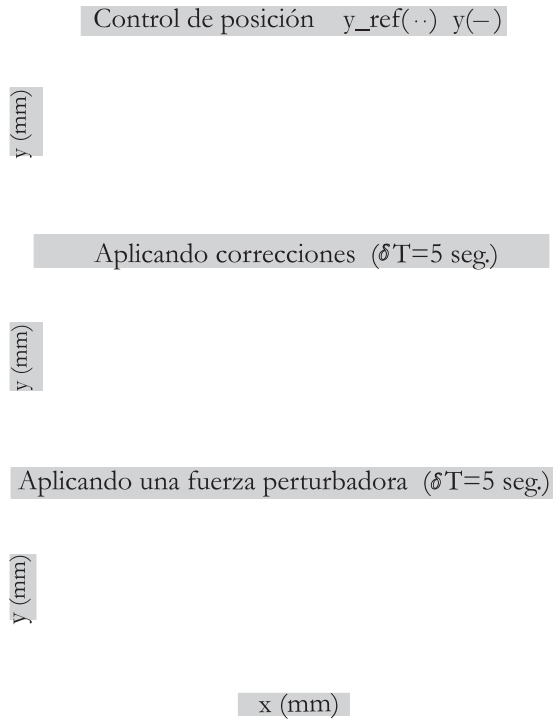 Control de posición y_ref(··) y(−)
y (mm)
Aplicando correcciones (δT=5 seg.)
y (mm)
Aplicando una fuerza perturbadora (δT=5 seg.)
y (mm)
x (mm)